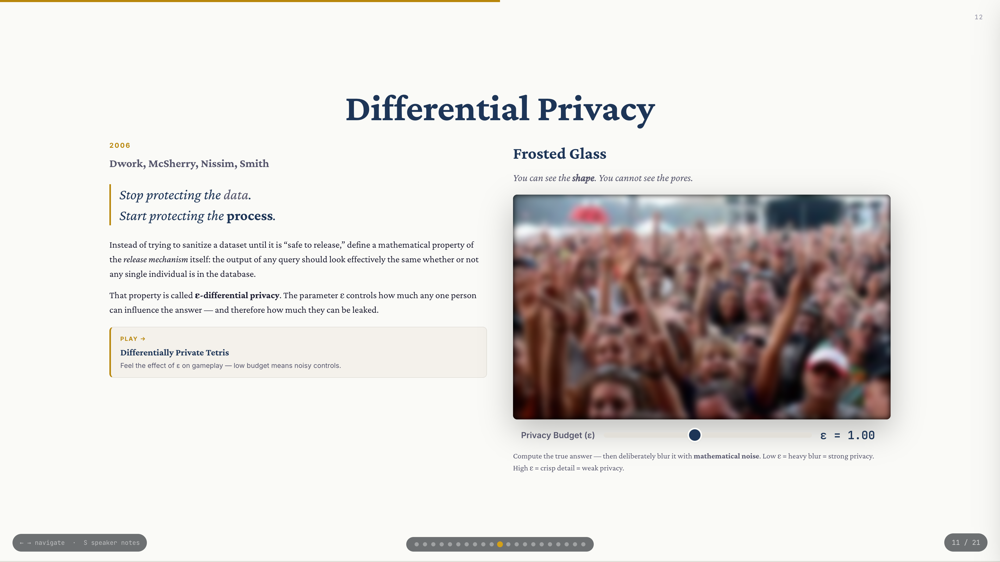 12
Differential Privacy
2006
Dwork, McSherry, Nissim, Smith
Stop protecting the data.
Start protecting the process.
Instead of trying to sanitize a dataset until it is “safe to release,” define a mathematical property of
the release mechanism itself: the output of any query should look effectively the same whether or not
any single individual is in the database.
That property is called ε-differential privacy. The parameter ε controls how much any one person
can influence the answer — and therefore how much they can be leaked.
PLAY →
Differentially Private Tetris
Feel the effect of ε on gameplay — low budget means noisy controls.
Frosted Glass
You can see the shape. You cannot see the pores.
Privacy Budget (ε)
ε = 1.00
Compute the true answer — then deliberately blur it with mathematical noise. Low ε = heavy blur = strong privacy.
High ε = crisp detail = weak privacy.
← → navigate · S speaker notes
11 / 21